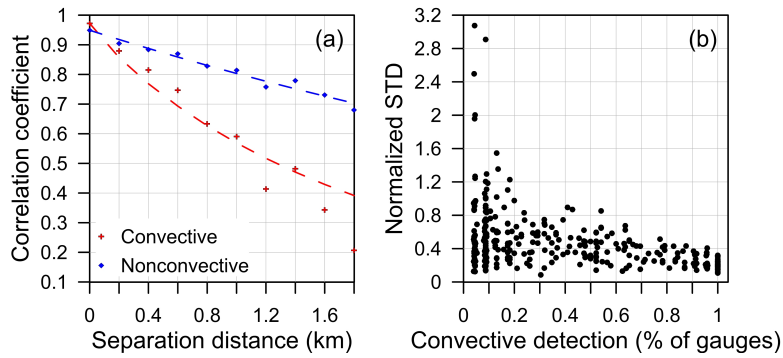 (a)
Correlation coefficient
1
0.9
0.8
0.7
0.6
0.5
0.4
0.3
0.2
0.1
Convective
Nonconvective
0 0.4 0.8 1.2 1.6
Separation distance (km)
(b)
Normalized STD
3.2
2.8
2.4
2
1.6
1.2
0.8
0.4
0
0 0.2 0.4 0.6 0.8 1
Convective detection (% of gauges)